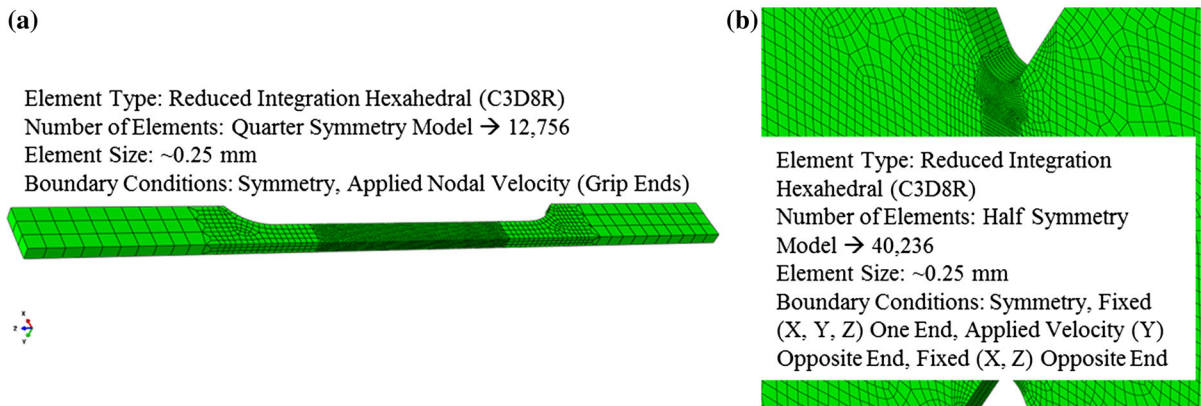 (a)
Element Type: Reduced Integration Hexahedral (C3D8R)
Number of Elements: Quarter Symmetry Model → 12,756
Element Size: ~0.25 mm
Boundary Conditions: Symmetry, Applied Nodal Velocity (Grip Ends)
X
Z
Y
(b)
Element Type: Reduced Integration
Hexahedral (C3D8R)
Number of Elements: Half Symmetry
Model → 40,236
Element Size: ~0.25 mm
Boundary Conditions: Symmetry, Fixed
(X, Y, Z) One End, Applied Velocity (Y)
Opposite End, Fixed (X, Z) Opposite End